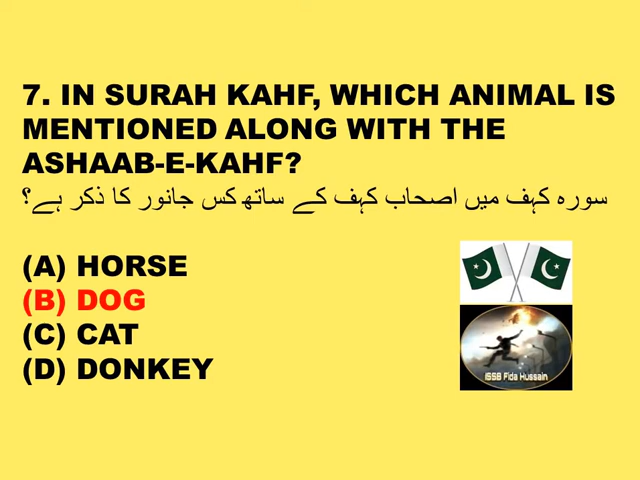 7. IN SURAH KAHF, WHICH ANIMAL IS
MENTIONED ALONG WITH THE
ASHAAB-E-KAHF?
سورہ کہف میں اصحاب کہف کے ساتھ کس جانور کا ذکر ہے؟
(A) HORSE
(B) DOG
(C) CAT
(D) DONKEY
ISSB Fida Hussain